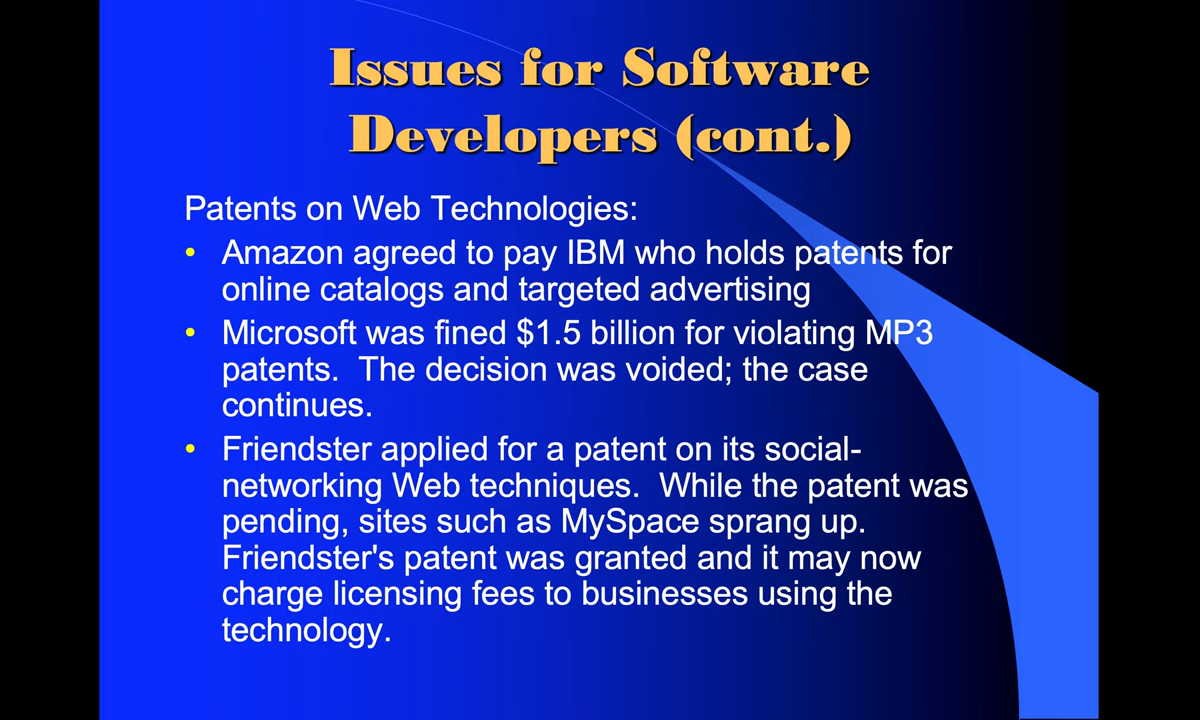 Issues for Software
Developers (cont.)
Patents on Web Technologies:
• Amazon agreed to pay IBM who holds patents for
online catalogs and targeted advertising
• Microsoft was fined $1.5 billion for violating MP3
patents.  The decision was voided; the case
continues.
• Friendster applied for a patent on its social-
networking Web techniques.  While the patent was
pending, sites such as MySpace sprang up.
Friendster's patent was granted and it may now
charge licensing fees to businesses using the
technology.